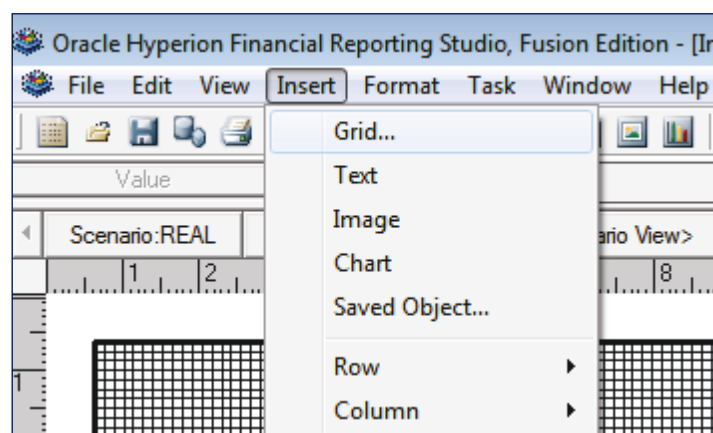 Oracle Hyperion Financial Reporting Studio, Fusion Edition - [Ir
File Edit View Insert Format Task Window Help
Grid...
Value Text
Image
Scenario:REAL ario View>
Chart
1 2 8
Saved Object...
Row
1
Column